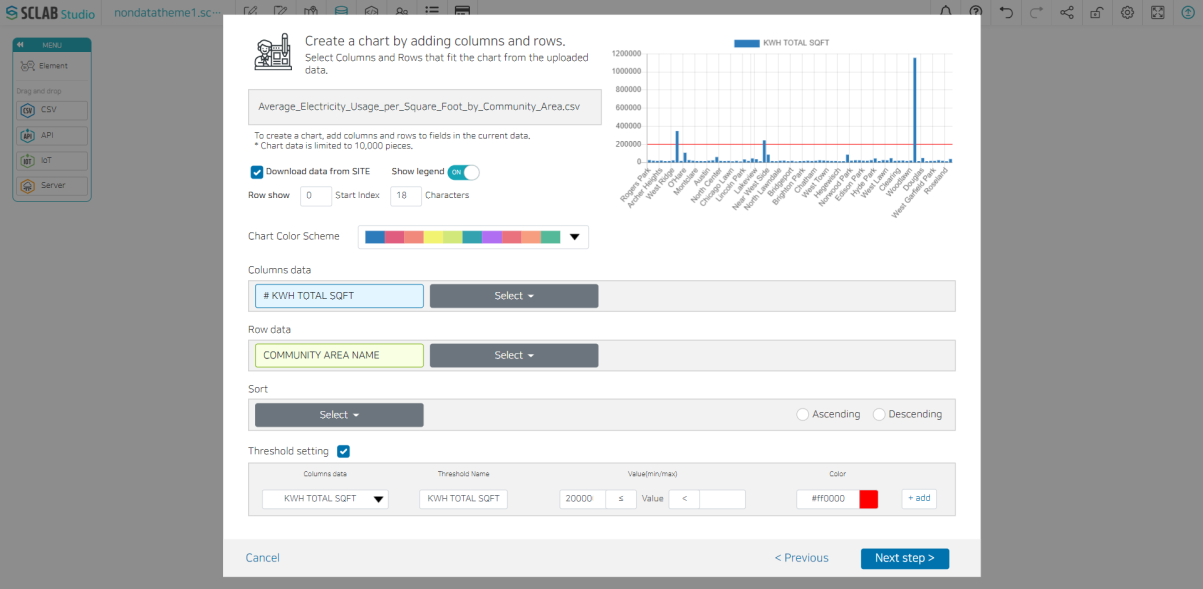 SCLAB Studio
nondatatheme1.sc...
MENU
Element
Drag and drop
CSV
CSV
API
API
IoT
IoT
Server
Create a chart by adding columns and rows.
Select Columns and Rows that fit the chart from the uploaded
data.
Average_Electricity_Usage_per_Square_Foot_by_Community_Area.csv
To create a chart, add columns and rows to fields in the current data.
* Chart data is limited to 10,000 pieces.
Download data from SITE
Show legend
ON
Row show
0
Start Index
18
Characters
KWH TOTAL SQFT
1200000
1000000
800000
600000
400000
200000
0
Rogers Park
Archer Heights
West Ridge
O'Hare
Montclare
Austin
North Center
Chicago Lawn
Lincoln Park
Lakeview
Near West Side
North Lawndale
Bridgeport
Brighton Park
Chatham
West Town
Hegewisch
Norwood Park
Edison Park
Hyde Park
West Lawn
Clearing
Woodlawn
Douglas
West Garfield Park
Roseland
Chart Color Scheme
Columns data
# KWH TOTAL SQFT
Select
Row data
COMMUNITY AREA NAME
Select
Sort
Select
Ascending
Descending
Threshold setting
Columns data
Threshold Name
Value(min/max)
Color
KWH TOTAL SQFT
KWH TOTAL SQFT
20000
≤
Value
<
#ff0000
+ add
Cancel
< Previous
Next step >